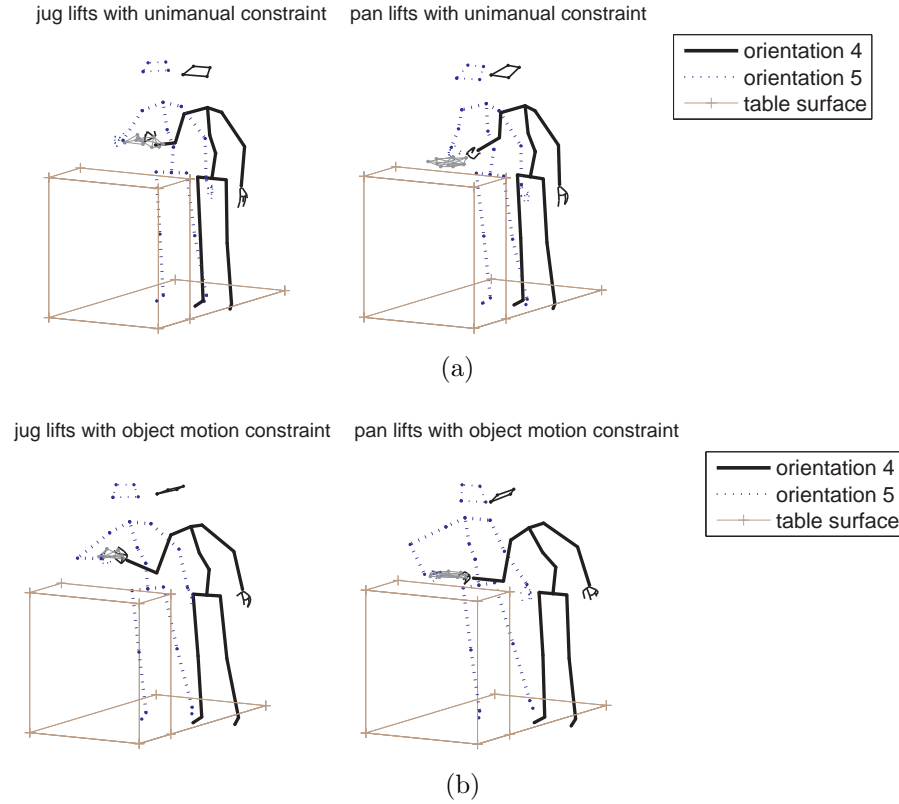 jug lifts with unimanual constraint
pan lifts with unimanual constraint
orientation 4
orientation 5
table surface
(a)
jug lifts with object motion constraint
pan lifts with object motion constraint
orientation 4
orientation 5
table surface
(b)